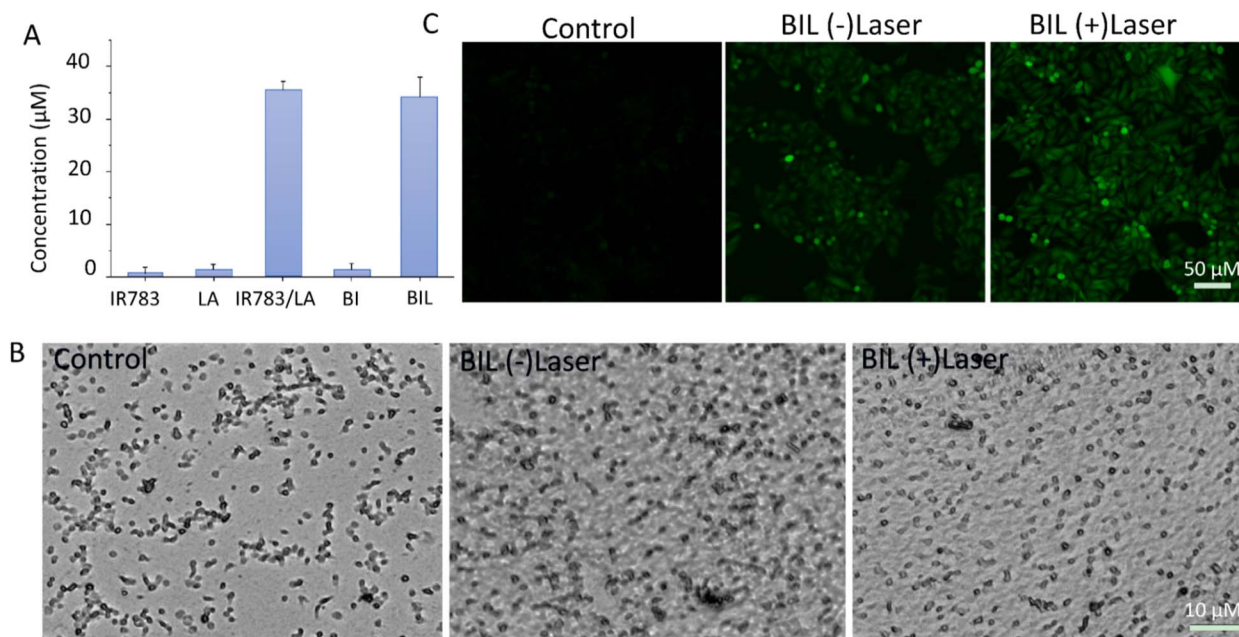 A
Concentration (µM)
40
30
20
10
0
IR783 LA IR783/LA BI BIL
C
Control BIL (-)Laser BIL (+)Laser
50 µM
B
Control BIL (-)Laser BIL (+)Laser
10 µM